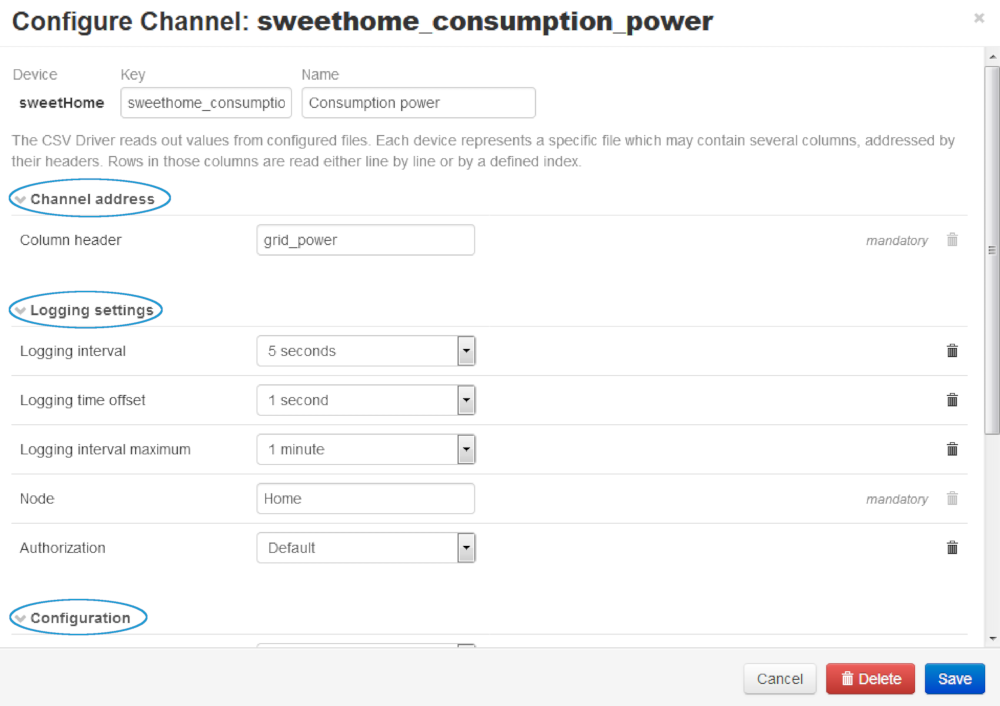 Configure Channel: sweethome_consumption_power
Device Key Name
sweetHome sweethome_consumptio Consumption power
The CSV Driver reads out values from configured files. Each device represents a specific file which may contain several columns, addressed by
their headers. Rows in those columns are read either line by line or by a defined index.
Channel address
Column header grid_power mandatory
Logging settings
Logging interval 5 seconds
Logging time offset 1 second
Logging interval maximum 1 minute
Node Home mandatory
Authorization Default
Configuration
Cancel Delete Save